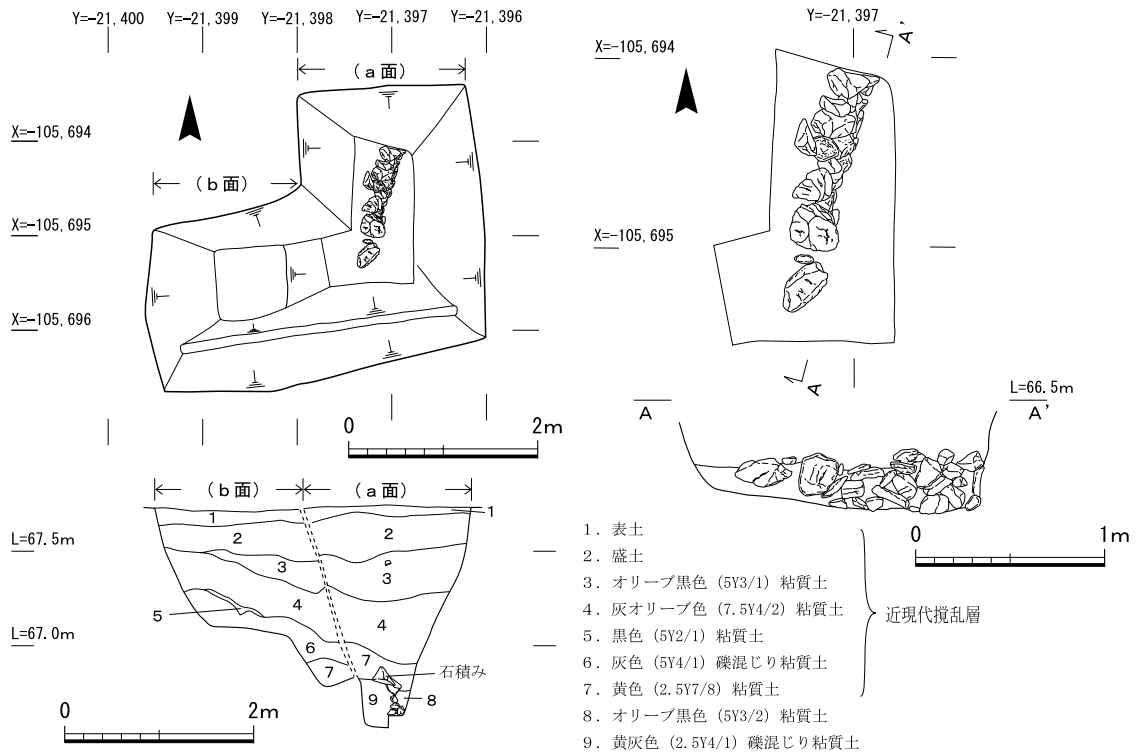 Y=-21,400 Y=-21,399 Y=-21,398 Y=-21,397 Y=-21,396
(a面)
X=-105,694
(b面)
X=-105,695
X=-105,696
0 2m
Y=-21,397
A'
X=-105,694
X=-105,695
A
L=66.5m
A A'
0 1m
(b面) (a面)
1 1
2 2
L=67.5m
3 3
4 4
5
L=67.0m
6 7
7 石積み
9 8
0 2m
1. 表土
2. 盛土
3. オリーブ黒色 (5Y3/1) 粘質土
4. 灰オリーブ色 (7.5Y4/2) 粘質土
5. 黒色 (5Y2/1) 粘質土
6. 灰色 (5Y4/1) 礫混じり粘質土
7. 黄色 (2.5Y7/8) 粘質土
近現代撹乱層
8. オリーブ黒色 (5Y3/2) 粘質土
9. 黄灰色 (2.5Y4/1) 礫混じり粘質土